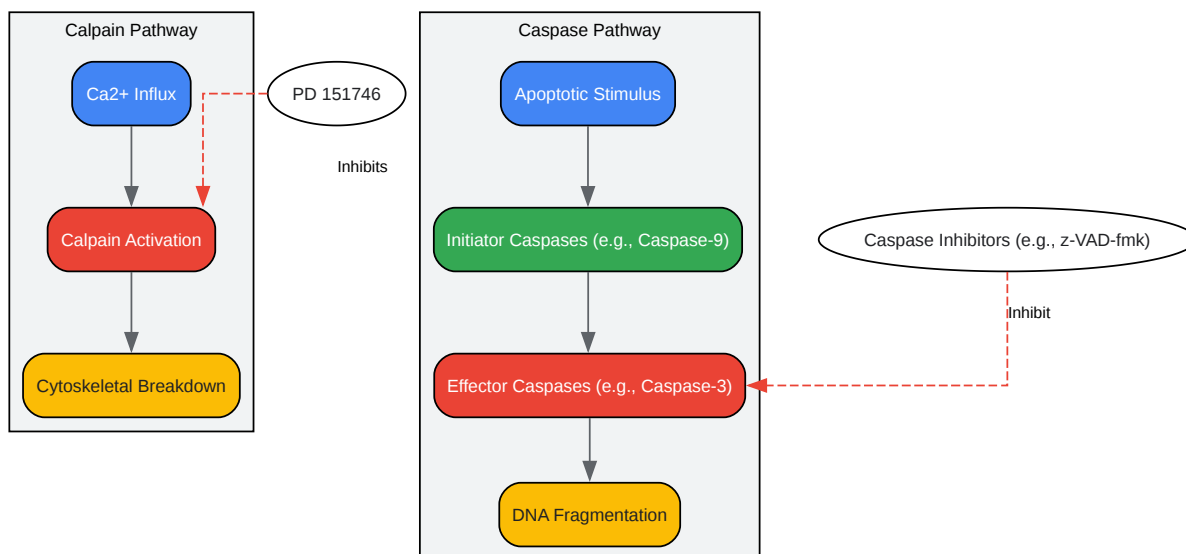 Calpain Pathway
Ca2+ Influx
PD 151746
Inhibits
Calpain Activation
Cytoskeletal Breakdown
Caspase Pathway
Apoptotic Stimulus
Initiator Caspases (e.g., Caspase-9)
Caspase Inhibitors (e.g., z-VAD-fmk)
Inhibit
Effector Caspases (e.g., Caspase-3)
DNA Fragmentation